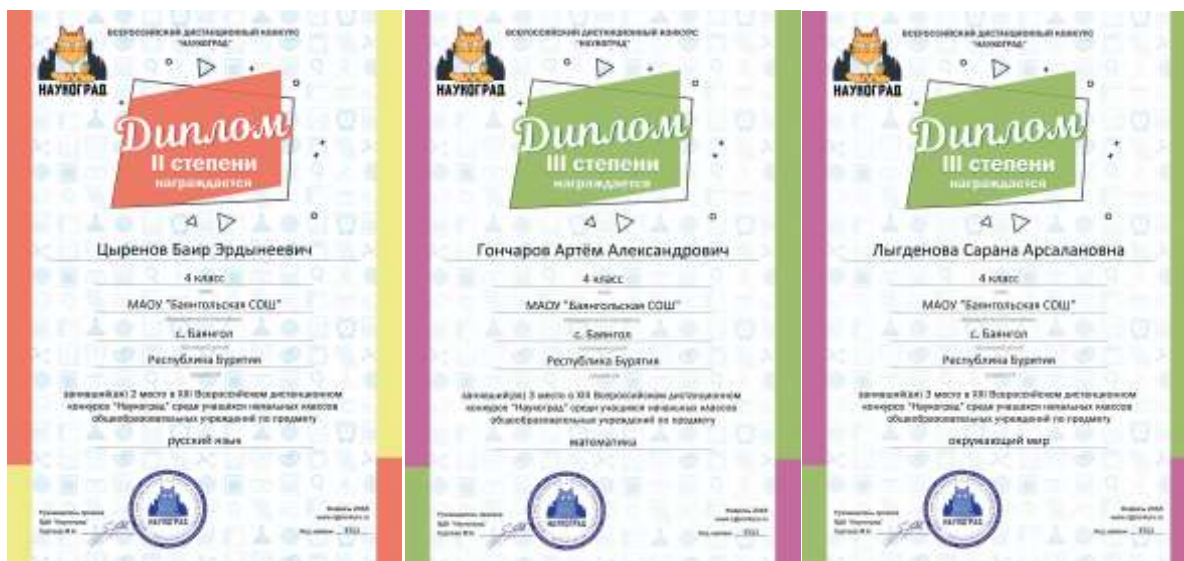 ВСЕРОССИЙСКИЙ ДИСТАНЦИОННЫЙ КОНКУРС
"НАУКОГРАД"
НАУКОГРАД
Диплом
II степени
награждается
Цыренов Баир Эрдынеевич
4 класс
МАОУ "Баянгольская СОШ"
с. Баянгол
Республика Бурятия
занявший(ая) 2 место в XIII Всероссийском дистанционном
конкурсе "Наукоград" среди учащихся начальных классов
общеобразовательных учреждений по предмету
русский язык
НАУКОГРАД
ВСЕРОССИЙСКИЙ ДИСТАНЦИОННЫЙ КОНКУРС
"НАУКОГРАД"
НАУКОГРАД
Диплом
III степени
награждается
Гончаров Артём Александрович
4 класс
МАОУ "Баянгольская СОШ"
с. Баянгол
Республика Бурятия
занявший(ая) 3 место в XIII Всероссийском дистанционном
конкурсе "Наукоград" среди учащихся начальных классов
общеобразовательных учреждений по предмету
математика
НАУКОГРАД
ВСЕРОССИЙСКИЙ ДИСТАНЦИОННЫЙ КОНКУРС
"НАУКОГРАД"
НАУКОГРАД
Диплом
III степени
награждается
Лыгденова Сарана Арсалановна
4 класс
МАОУ "Баянгольская СОШ"
с. Баянгол
Республика Бурятия
занявший(ая) 3 место в XIII Всероссийском дистанционном
конкурсе "Наукоград" среди учащихся начальных классов
общеобразовательных учреждений по предмету
окружающий мир
НАУКОГРАД